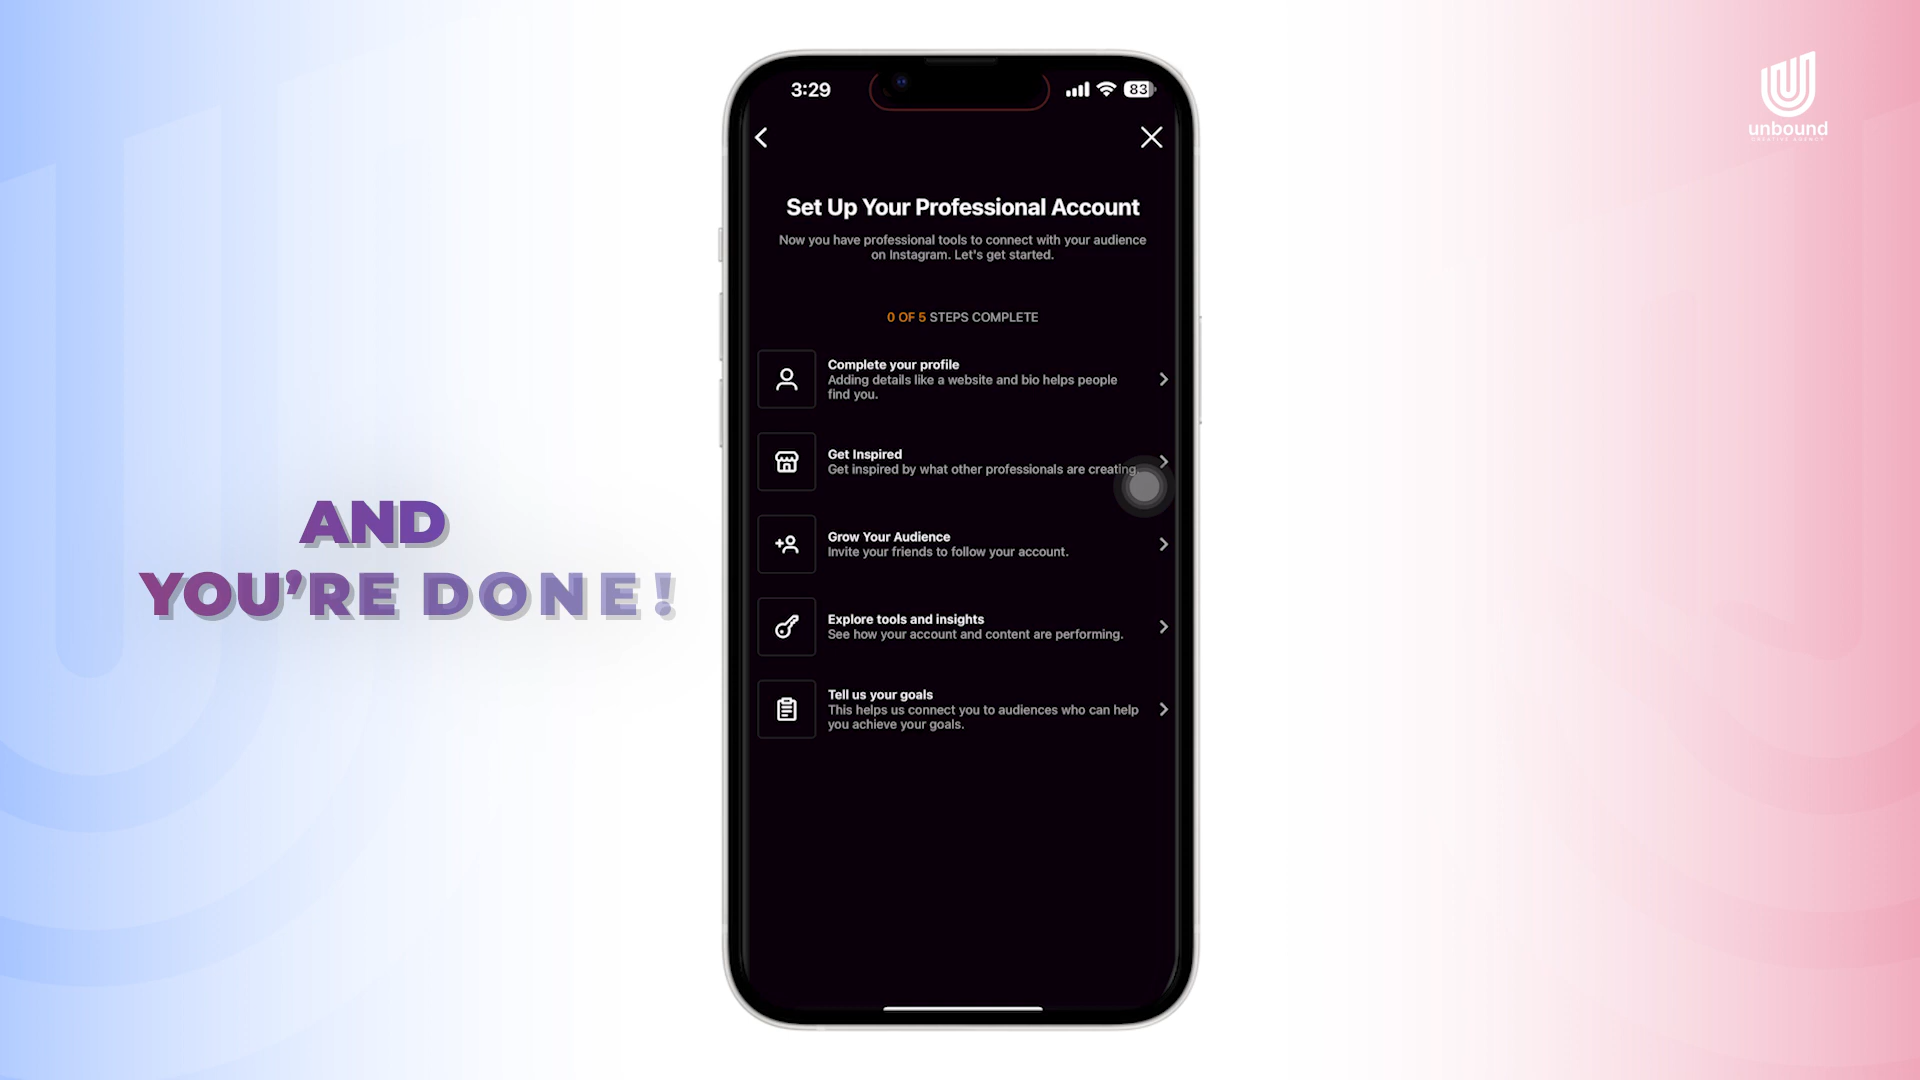 3:29
83
unbound
CREATIVE AGENCY
Set Up Your Professional Account
Now you have professional tools to connect with your audience
on Instagram. Let's get started.
0 OF 5 STEPS COMPLETE
Complete your profile
Adding details like a website and bio helps people
find you.
Get Inspired
Get inspired by what other professionals are creating.
AND
YOU’RE DONE!
Grow Your Audience
Invite your friends to follow your account.
Explore tools and insights
See how your account and content are performing.
Tell us your goals
This helps us connect you to audiences who can help
you achieve your goals.